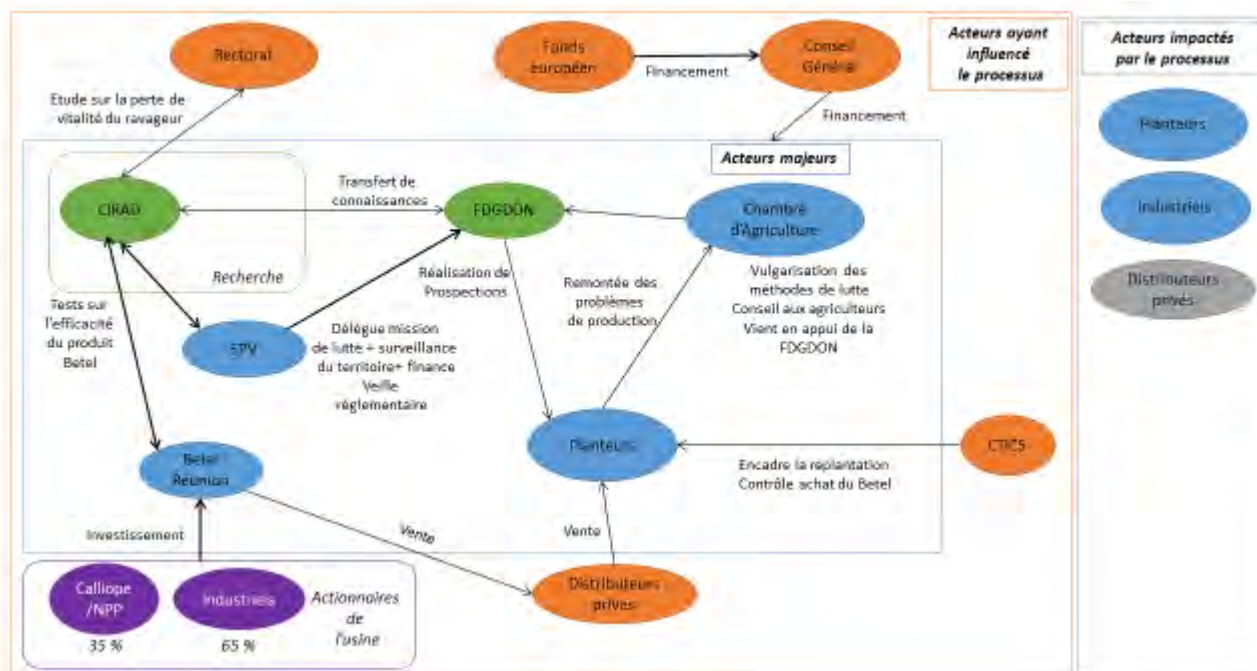 Rectorat
Fonds
européen
Financement
Conseil
Général
Acteurs ayant
influencé
le processus
Acteurs impactés
par le processus
Etude sur la perte de
vitalité du ravageur
Financement
Planteurs
Acteurs majeurs
CIRAD
Transfert de
connaissances
FDGDON
Chambre
d'Agriculture
Industriels
Recherche
Réalisation de
Prospections
Remontée des
problèmes
de production
Vulgarisation des
méthodes de lutte
Conseil aux agriculteurs
Vient en appui de la
FDGDON
Distributeurs
privés
Tests sur
l'efficacité
du produit
Betel
SPV
Délègue mission
de lutte + surveillance
du territoire+ finance
Veille
règlementaire
Betel
Réunion
Planteurs
CTICS
Encadre la replantation
Contrôle achat du Betel
Investissement
Vente
Vente
Calliope
/NPP
Industriels
Actionnaires
de
l'usine
35 %
65 %
Distributeurs
privés